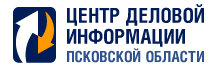 ЦЕНТР ДЕЛОВОЙ
ИНФОРМАЦИИ
ПСКОВСКОЙ ОБЛАСТИ